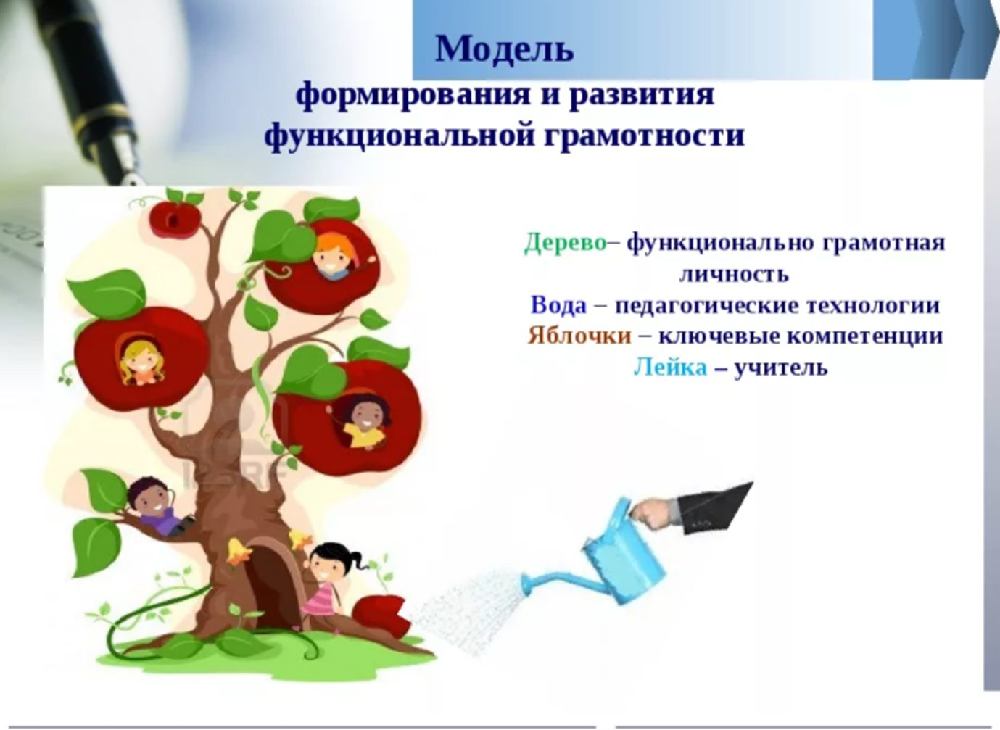 Модель
формирования и развития
функциональной грамотности
Дерево– функционально грамотная
личность
Вода – педагогические технологии
Яблочки – ключевые компетенции
Лейка – учитель